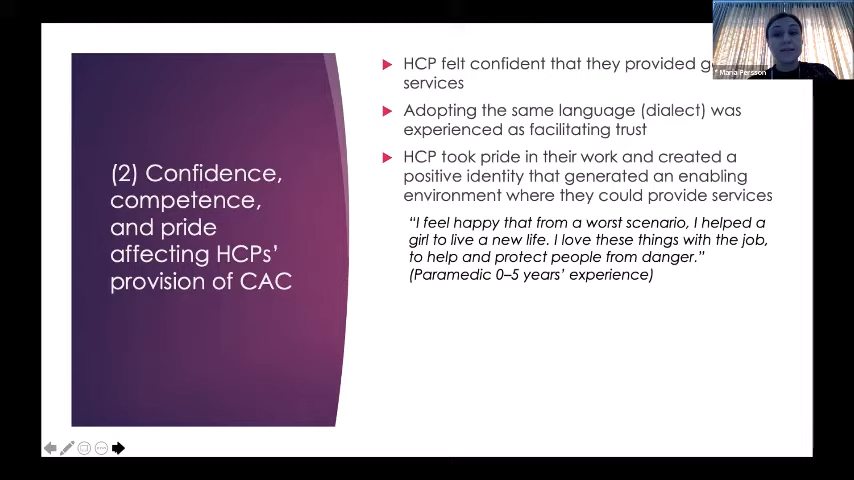 (2) Confidence,
competence,
and pride
affecting HCPs’
provision of CAC
HCP felt confident that they provided
services
Adopting the same language (dialect) was
experienced as facilitating trust
HCP took pride in their work and created a
positive identity that generated an enabling
environment where they could provide services
“I feel happy that from a worst scenario, I helped a
girl to live a new life. I love these things with the job,
to help and protect people from danger.”
(Paramedic 0–5 years’ experience)
Maria Persson